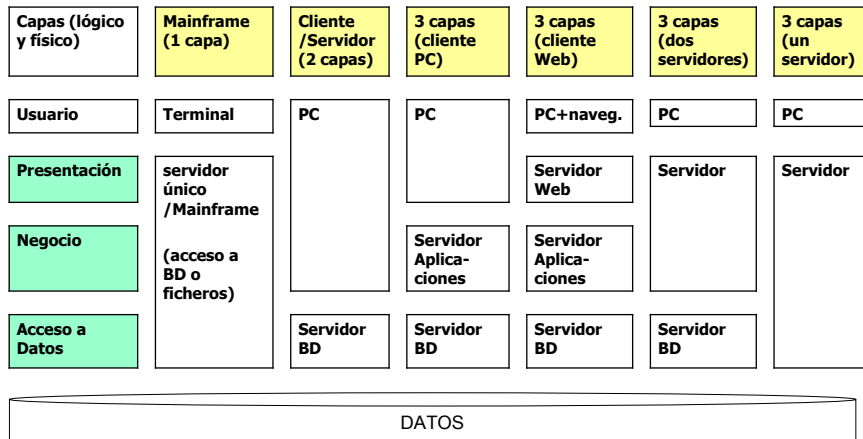 Capas (lógico
y físico)
Mainframe
(1 capa)
Cliente
/Servidor
(2 capas)
3 capas
(cliente
PC)
3 capas
(cliente
Web)
3 capas
(dos
servidores)
3 capas
(un
servidor)
Usuario
Terminal
PC
PC
PC+naveg.
PC
PC
Presentación
servidor
único
/Mainframe
(acceso a
BD o
ficheros)
Servidor
Web
Servidor
Servidor
Negocio
Servidor
Aplica-
ciones
Servidor
Aplica-
ciones
Acceso a
Datos
Servidor
BD
Servidor
BD
Servidor
BD
Servidor
BD
DATOS